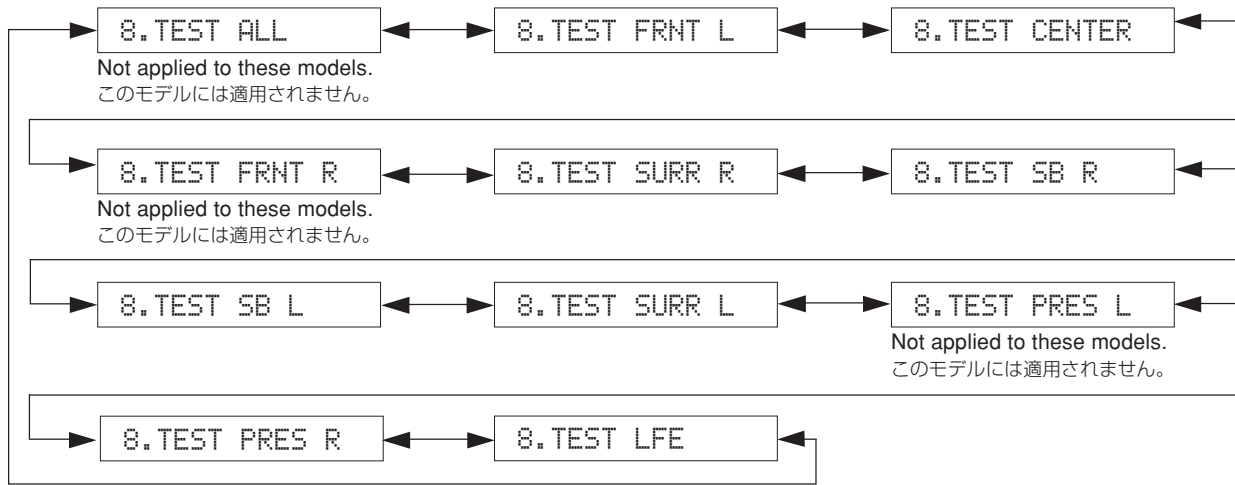 8.TEST ALL
8.TEST FRNT L
8.TEST CENTER
Not applied to these models.
このモデルには適用されません。
8.TEST FRNT R
8.TEST SURR R
8.TEST SB R
Not applied to these models.
このモデルには適用されません。
8.TEST SB L
8.TEST SURR L
8.TEST PRES L
Not applied to these models.
このモデルには適用されません。
8.TEST PRES R
8.TEST LFE